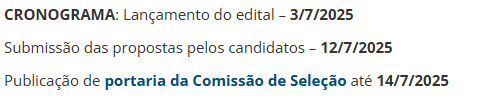 CRONOGRAMA: Lançamento do edital – 3/7/2025
Submissão das propostas pelos candidatos – 12/7/2025
Publicação de portaria da Comissão de Seleção até 14/7/2025